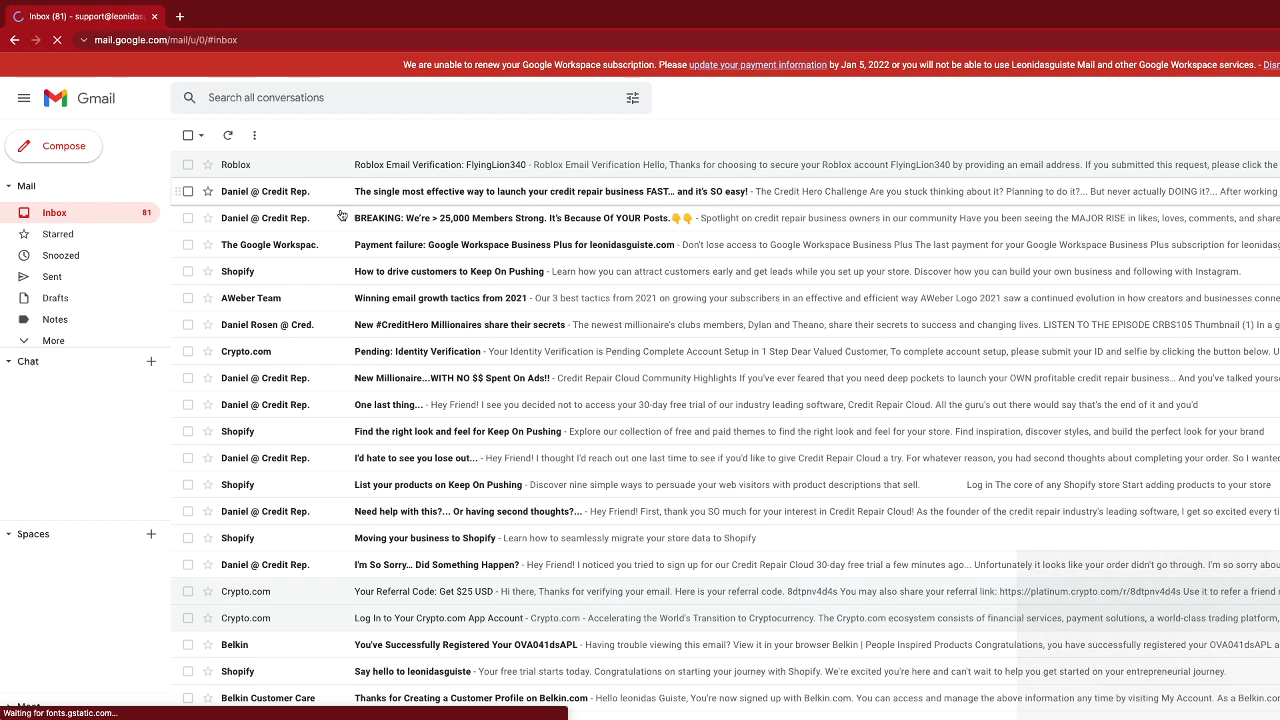 Inbox (81) - support@leonidasg
mail.google.com/mail/u/0/#inbox
We are unable to renew your Google Workspace subscription. Please update your payment information by Jan 5, 2022 or you will not be able to use Leonidasguiste Mail and other Google Workspace services. - Dis
Gmail
Search all conversations
Compose
Mail
Inbox 81
Starred
Snoozed
Sent
Drafts
Notes
More
Chat
Spaces
Roblox Roblox Email Verification: FlyingLion340 - Roblox Email Verification Hello, Thanks for choosing to secure your Roblox account FlyingLion340 by providing an email address. If you submitted this request, please click the
Daniel @ Credit Rep. The single most effective way to launch your credit repair business FAST… and it's SO easy! - The Credit Hero Challenge Are you stuck thinking about it? Planning to do it?... But never actually DOING it?... After working
Daniel @ Credit Rep. BREAKING: We're > 25,000 Members Strong. It's Because Of YOUR Posts.👇👇 - Spotlight on credit repair business owners in our community Have you been seeing the MAJOR RISE in likes, loves, comments, and shar
The Google Workspac. Payment failure: Google Workspace Business Plus for leonidasguiste.com - Don't lose access to Google Workspace Business Plus The last payment for your Google Workspace Business Plus subscription for leonidasg
Shopify How to drive customers to Keep On Pushing - Learn how you can attract customers early and get leads while you set up your store. Discover how you can build your own business and following with Instagram.
AWeber Team Winning email growth tactics from 2021 - Our 3 best tactics from 2021 on growing your subscribers in an effective and efficient way AWeber Logo 2021 saw a continued evolution in how creators and businesses conne
Daniel Rosen @ Cred. New #CreditHero Millionaires share their secrets - The newest millionaire's clubs members, Dylan and Theano, share their secrets to success and changing lives. LISTEN TO THE EPISODE CRBS105 Thumbnail (1) In a g
Crypto.com Pending: Identity Verification - Your Identity Verification is Pending Complete Account Setup in 1 Step Dear Valued Customer, To complete account setup, please submit your ID and selfie by clicking the button below. U
Daniel @ Credit Rep. New Millionaire...WITH NO $$ Spent On Ads!! - Credit Repair Cloud Community Highlights If you've ever feared that you need deep pockets to launch your OWN profitable credit repair business… And you've talked yours
Daniel @ Credit Rep. One last thing... - Hey Friend! I see you decided not to access your 30-day free trial of our industry leading software, Credit Repair Cloud. All the guru's out there would say that's the end of it and you'd
Shopify Find the right look and feel for Keep On Pushing - Explore our collection of free and paid themes to find the right look and feel for your store. Find inspiration, discover styles, and build the perfect look for your brand
Daniel @ Credit Rep. I'd hate to see you lose out... - Hey Friend! I thought I'd reach out one last time to see if you'd like to give Credit Repair Cloud a try. For whatever reason, you had second thoughts about completing your order. So I wanted
Shopify List your products on Keep On Pushing - Discover nine simple ways to persuade your web visitors with product descriptions that sell. Log in The core of any Shopify store Start adding products to your store
Daniel @ Credit Rep. Need help with this?... Or having second thoughts?... - Hey Friend! First, thank you SO much for your interest in Credit Repair Cloud! As the founder of the credit repair industry's leading software, I get so excited every ti
Shopify Moving your business to Shopify - Learn how to seamlessly migrate your store data to Shopify
Daniel @ Credit Rep. I'm So Sorry… Did Something Happen? - Hey Friend! I noticed you tried to sign up for our Credit Repair Cloud 30-day free trial a few minutes ago... Unfortunately it looks like your order didn't go through. I'm so sorry abou
Crypto.com Your Referral Code: Get $25 USD - Hi there, Thanks for verifying your email. Here is your referral code. 8dtpnv4d4s You may also share your referral link: https://platinum.crypto.com/r/8dtpnv4d4s Use it to refer a friend
Crypto.com Log In to Your Crypto.com App Account - Crypto.com - Accelerating the World's Transition to Cryptocurrency. The Crypto.com ecosystem consists of financial services, payment solutions, a world-class trading platform,
Belkin You've Successfully Registered Your OVA041dsAPL - Having trouble viewing this email? View it in your browser Belkin | People Inspired Products Congratulations, you have successfully registered your OVA041dsAPL a
Shopify Say hello to leonidasguiste - Your free trial starts today. Congratulations on starting your journey with Shopify. We're excited you're here and can't wait to help you get started on your entrepreneurial journey.
Belkin Customer Care Thanks for Creating a Customer Profile on Belkin.com - Hello leonidas Guiste, You're now signed up with Belkin.com. You can access and manage the above information any time by visiting My Account. As a Belko
Waiting for fonts.gstatic.com...